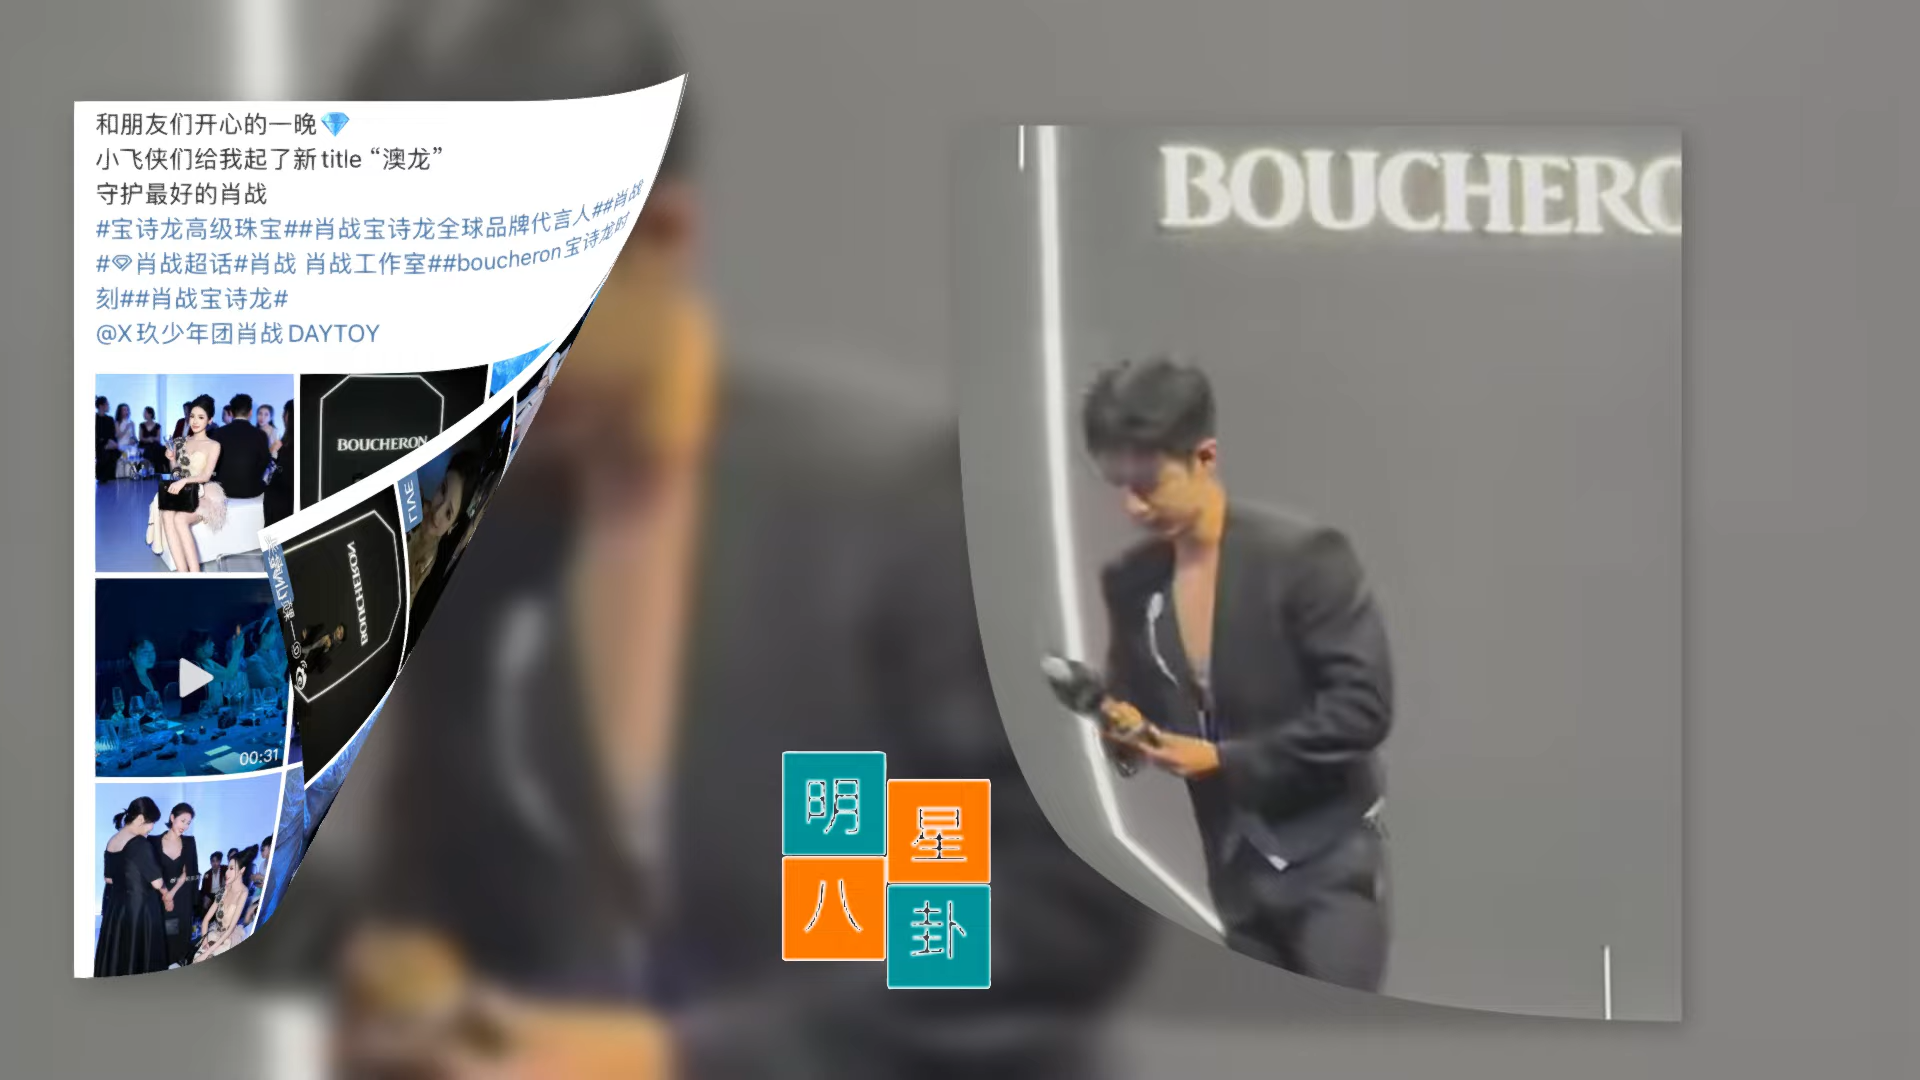 和朋友们开心的一晚💎
小飞侠们给我起了新title“澳龙”
守护最好的肖战
#宝诗龙高级珠宝##肖战宝诗龙全球品牌代言人##肖战
#肖战超话#肖战 肖战工作室##boucheron宝诗龙时
刻##肖战宝诗龙#
@X玖少年团肖战DAYTOY
BOUCHERON
LIVE
BOUCHERON
00:31
BOUCHERO
明
星
八
卦